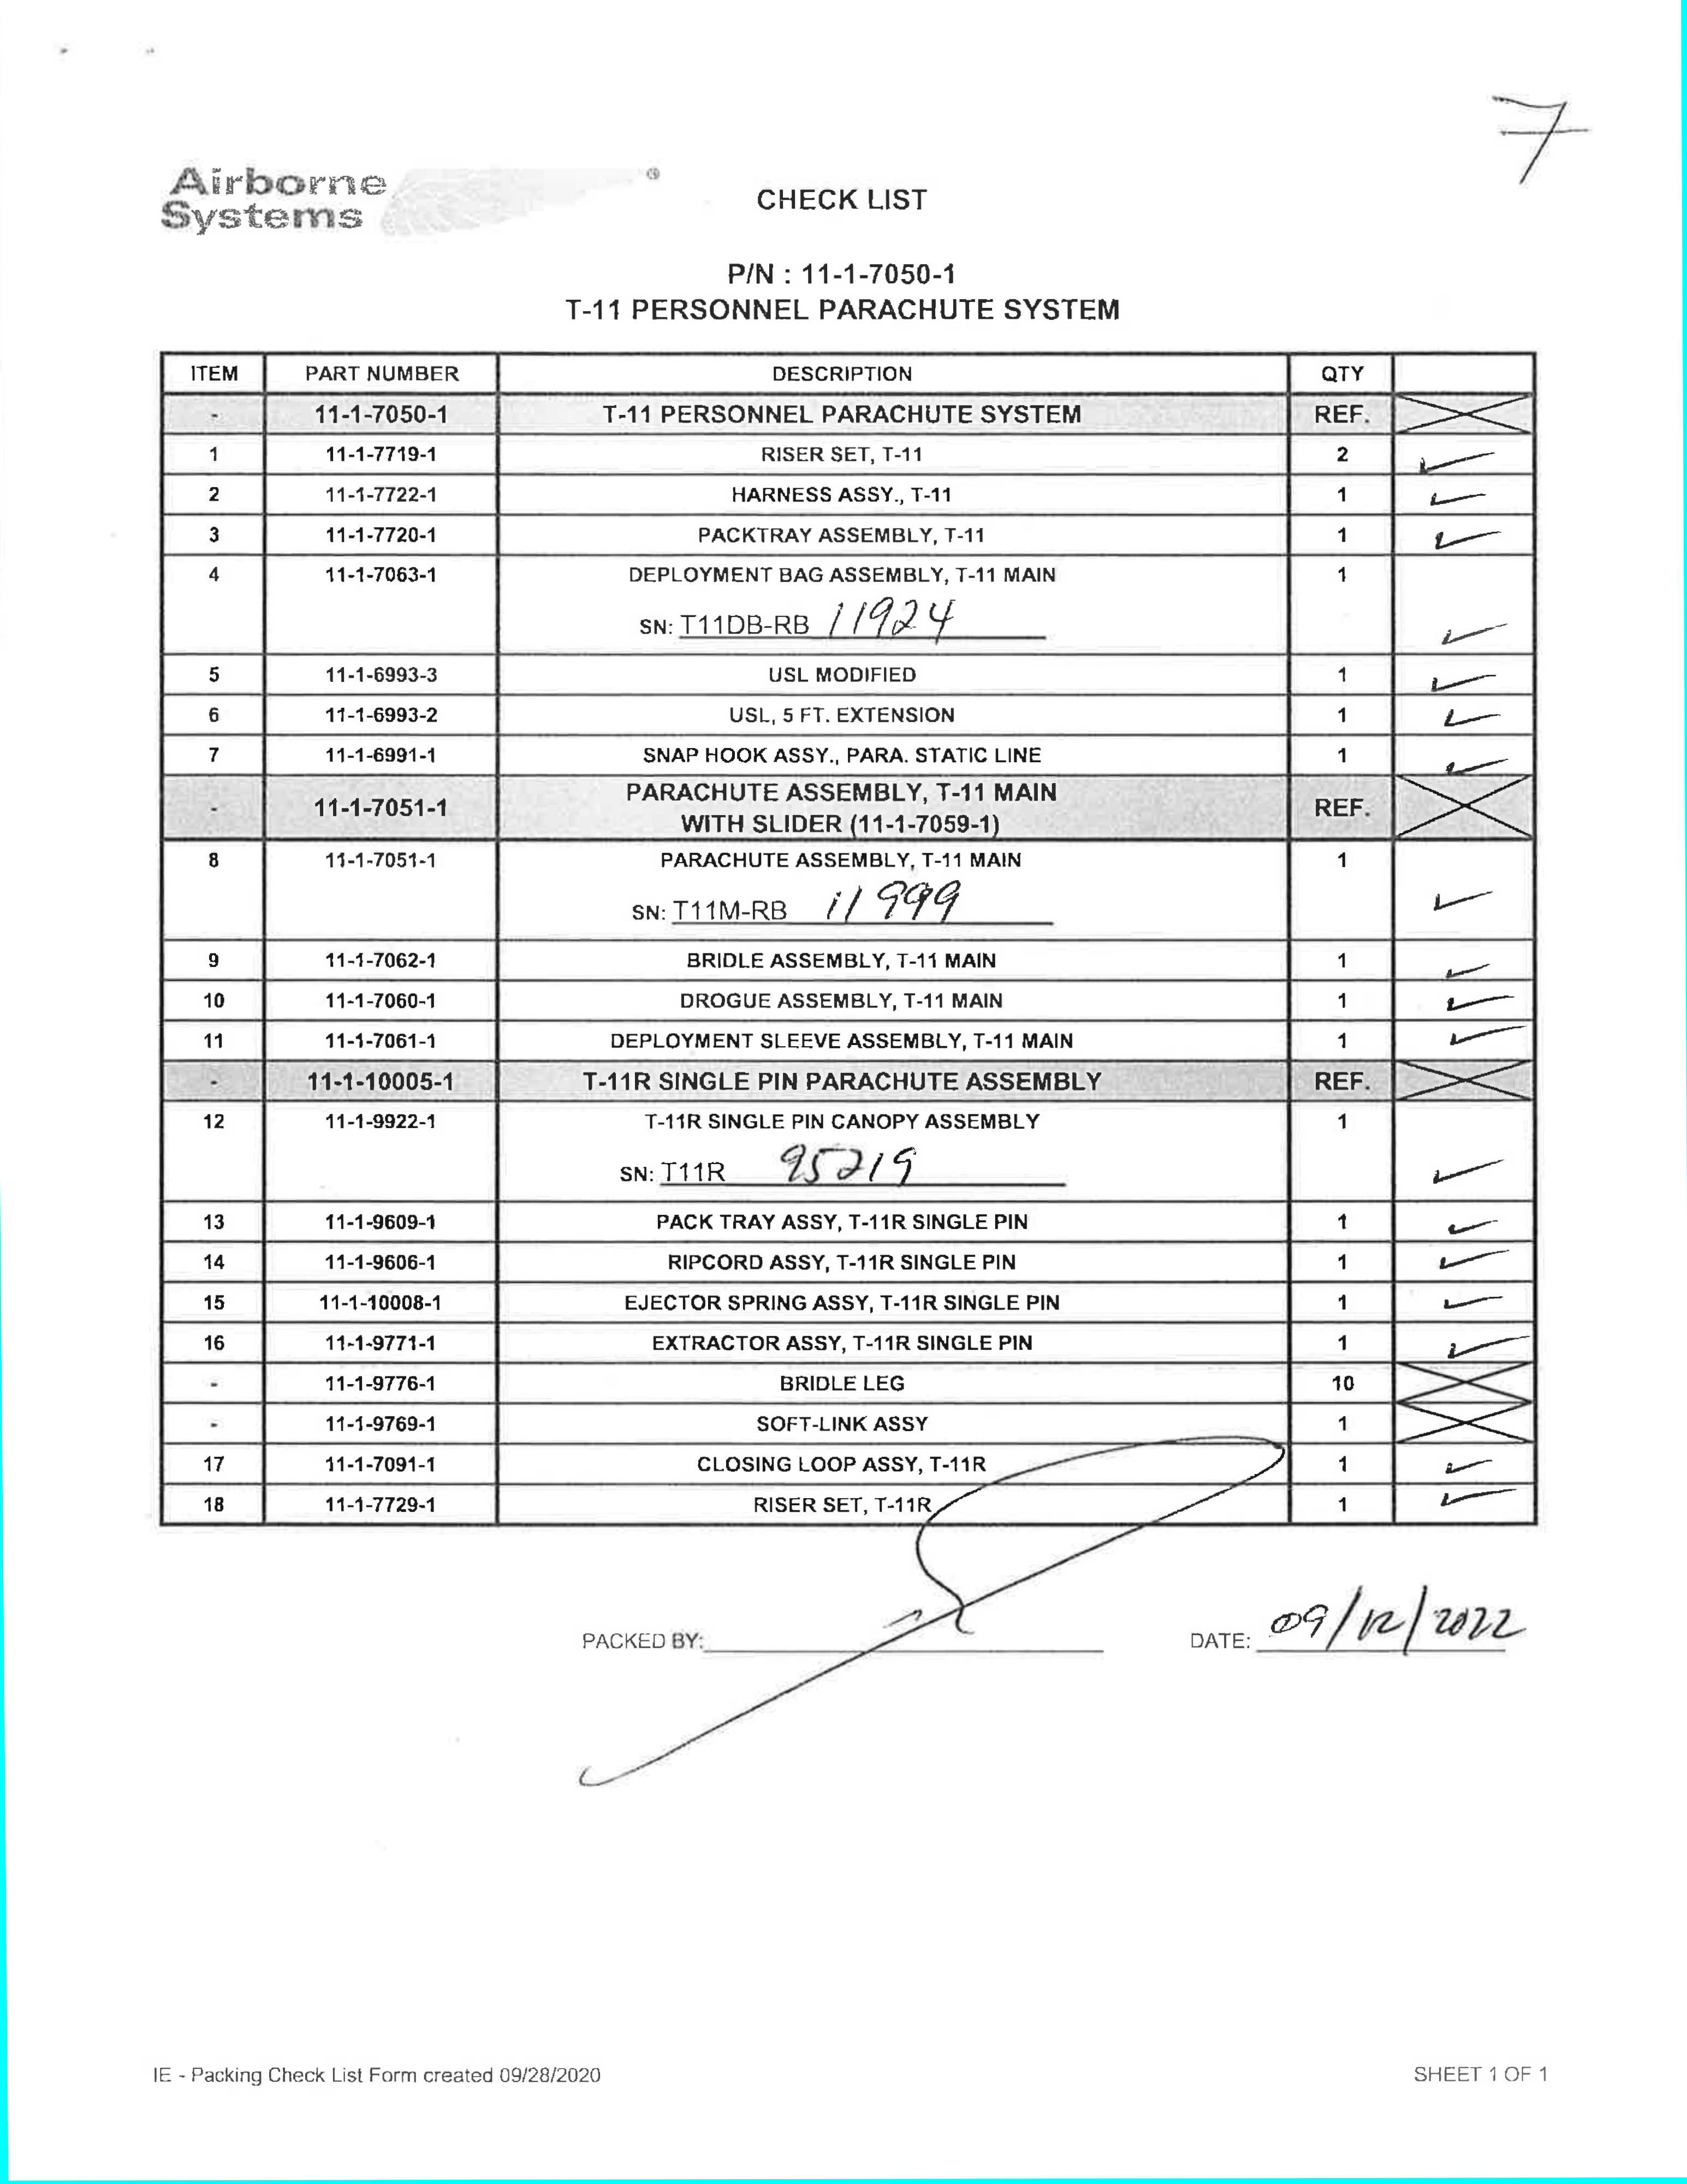 7
Airborne
Systems
CHECK LIST
P/N : 11-1-7050-1
T-11 PERSONNEL PARACHUTE SYSTEM
ITEM PART NUMBER DESCRIPTION QTY
- 11-1-7050-1 T-11 PERSONNEL PARACHUTE SYSTEM REF.
1 11-1-7719-1 RISER SET, T-11 2
2 11-1-7722-1 HARNESS ASSY., T-11 1
3 11-1-7720-1 PACKTRAY ASSEMBLY, T-11 1
4 11-1-7063-1 DEPLOYMENT BAG ASSEMBLY, T-11 MAIN 1
SN: T11DB-RB 11924
5 11-1-6993-3 USL MODIFIED 1
6 11-1-6993-2 USL, 5 FT. EXTENSION 1
7 11-1-6991-1 SNAP HOOK ASSY., PARA. STATIC LINE 1
- 11-1-7051-1 PARACHUTE ASSEMBLY, T-11 MAIN REF.
WITH SLIDER (11-1-7059-1)
8 11-1-7051-1 PARACHUTE ASSEMBLY, T-11 MAIN 1
SN: T11M-RB 11999
9 11-1-7062-1 BRIDLE ASSEMBLY, T-11 MAIN 1
10 11-1-7060-1 DROGUE ASSEMBLY, T-11 MAIN 1
11 11-1-7061-1 DEPLOYMENT SLEEVE ASSEMBLY, T-11 MAIN 1
- 11-1-10005-1 T-11R SINGLE PIN PARACHUTE ASSEMBLY REF.
12 11-1-9922-1 T-11R SINGLE PIN CANOPY ASSEMBLY 1
SN: T11R 95219
13 11-1-9609-1 PACK TRAY ASSY, T-11R SINGLE PIN 1
14 11-1-9606-1 RIPCORD ASSY, T-11R SINGLE PIN 1
15 11-1-10008-1 EJECTOR SPRING ASSY, T-11R SINGLE PIN 1
16 11-1-9771-1 EXTRACTOR ASSY, T-11R SINGLE PIN 1
- 11-1-9776-1 BRIDLE LEG 10
- 11-1-9769-1 SOFT-LINK ASSY 1
17 11-1-7091-1 CLOSING LOOP ASSY, T-11R 1
18 11-1-7729-1 RISER SET, T-11R 1
PACKED BY: DATE: 09/12/2022
IE - Packing Check List Form created 09/28/2020 SHEET 1 OF 1